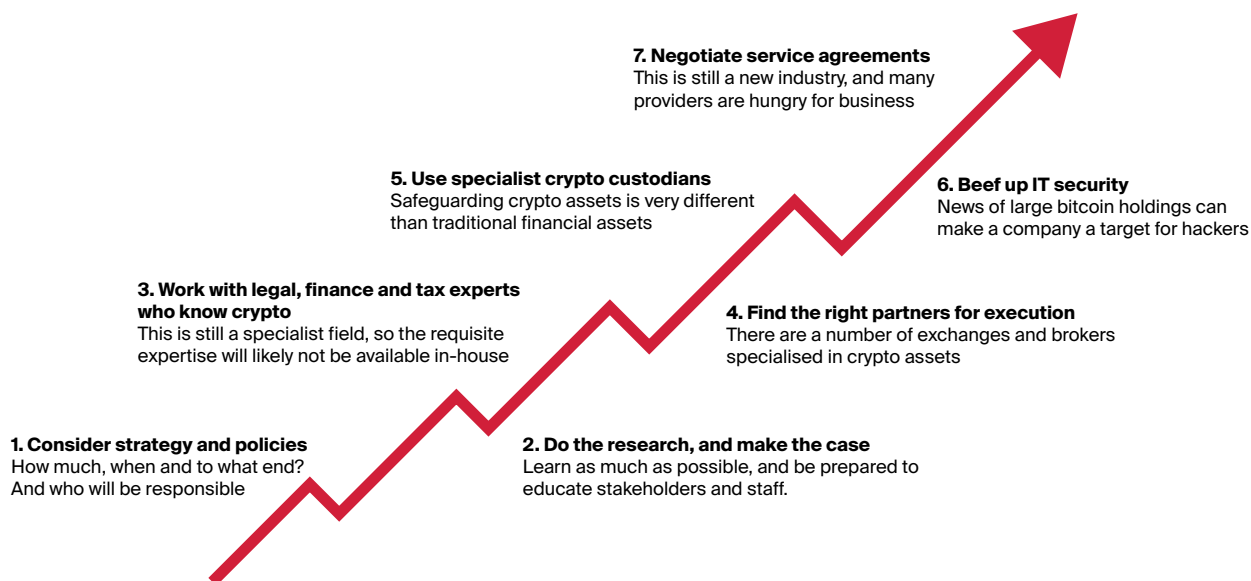 1. Consider strategy and policies
How much, when and to what end?
And who will be responsible
2. Do the research, and make the case
Learn as much as possible, and be prepared to
educate stakeholders and staff.
3. Work with legal, finance and tax experts
who know crypto
This is still a specialist field, so the requisite
expertise will likely not be available in-house
4. Find the right partners for execution
There are a number of exchanges and brokers
specialised in crypto assets
5. Use specialist crypto custodians
Safeguarding crypto assets is very different
than traditional financial assets
6. Beef up IT security
News of large bitcoin holdings can
make a company a target for hackers
7. Negotiate service agreements
This is still a new industry, and many
providers are hungry for business